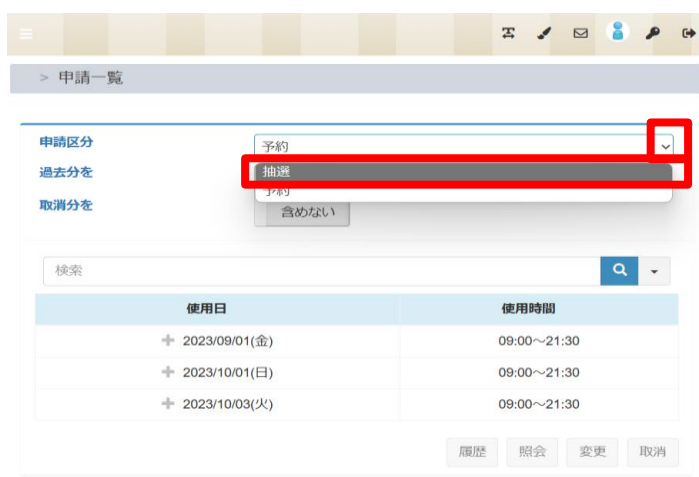 > 申請一覧
申請区分 予約
抽選
過去分を
予約
取消分を 含めない
検索
使用日 使用時間
2023/09/01(金) 09:00～21:30
2023/10/01(日) 09:00～21:30
2023/10/03(火) 09:00～21:30
履歴 照会 変更 取消